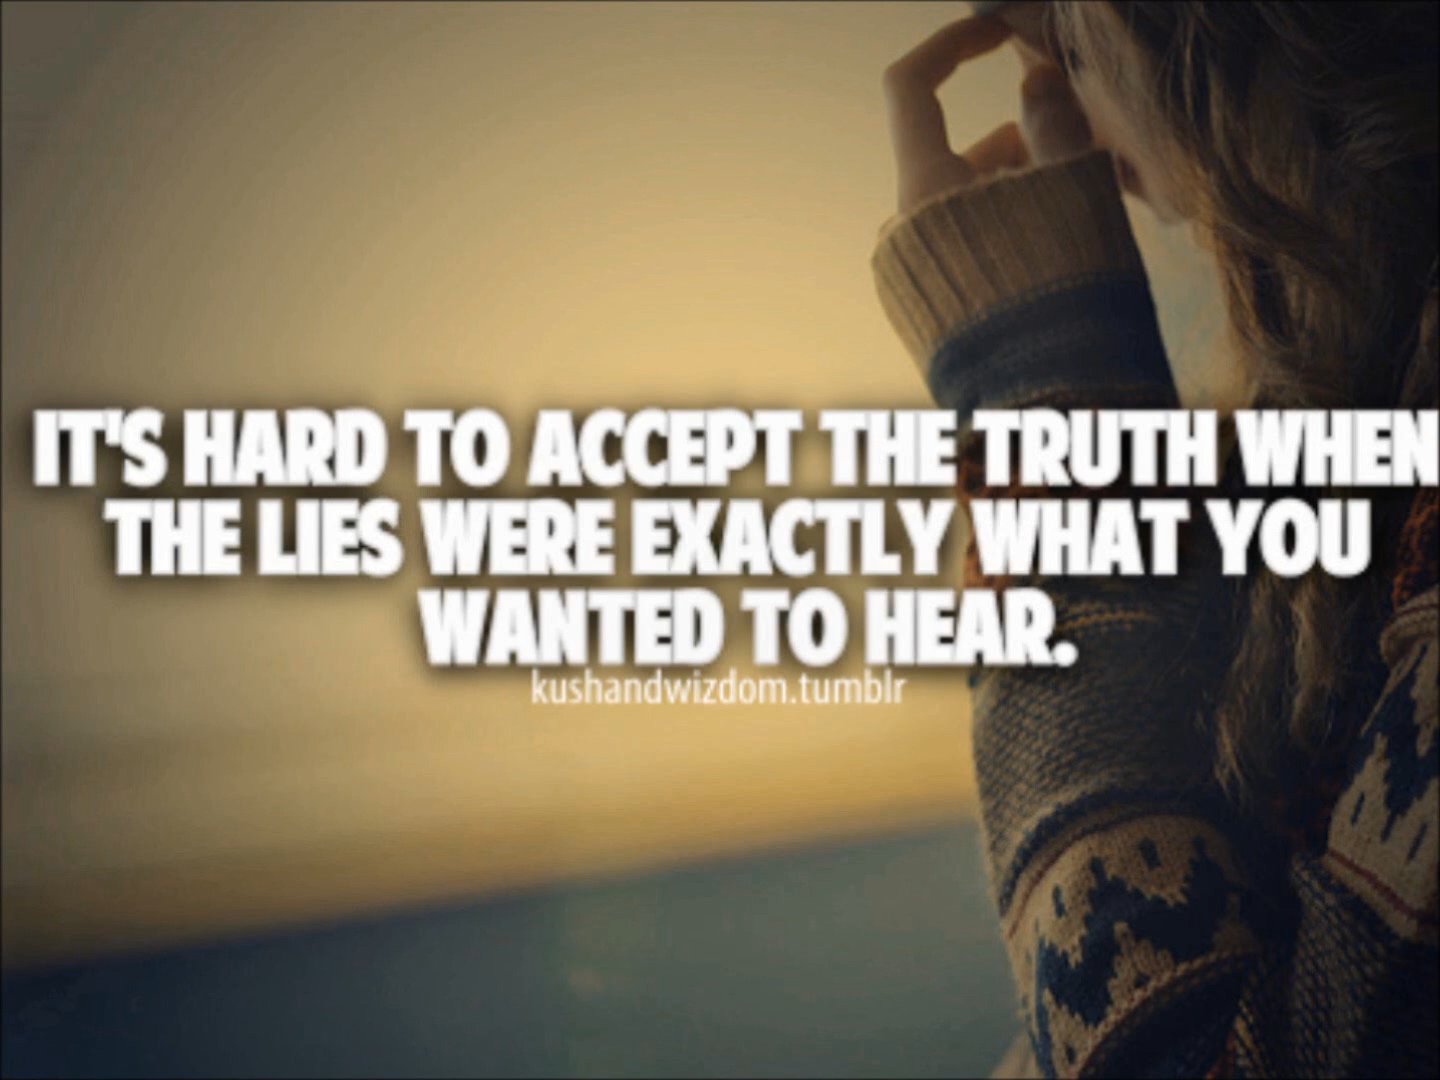 IT'S HARD TO ACCEPT THE TRUTH WHEN
THE LIES WERE EXACTLY WHAT YOU
WANTED TO HEAR.
kushandwizdom.tumblr